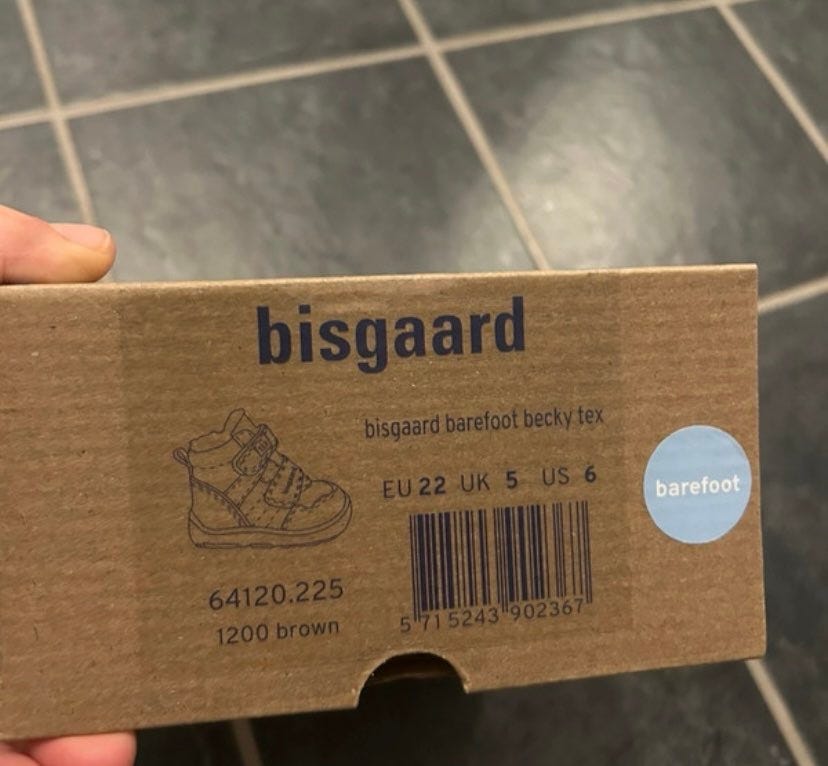 bisgaard
bisgaard barefoot becky tex
EU 22 UK 5 US 6
barefoot
64120.225
1200 brown
5 715243 902367